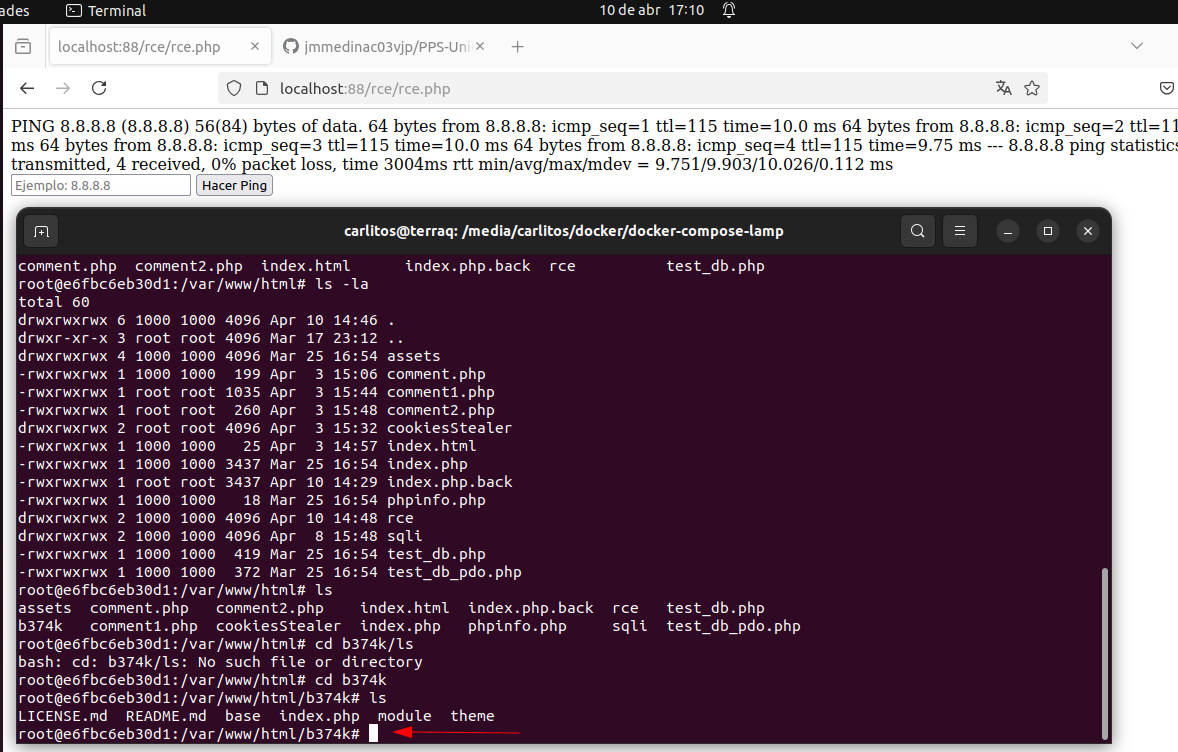 ades Terminal 10 de abr 17:10
localhost:88/rce/rce.php × jmmedinac03vjp/PPS-Uni × +
localhost:88/rce/rce.php
PING 8.8.8.8 (8.8.8.8) 56(84) bytes of data. 64 bytes from 8.8.8.8: icmp_seq=1 ttl=115 time=10.0 ms 64 bytes from 8.8.8.8: icmp_seq=2 ttl=11
ms 64 bytes from 8.8.8.8: icmp_seq=3 ttl=115 time=10.0 ms 64 bytes from 8.8.8.8: icmp_seq=4 ttl=115 time=9.75 ms --- 8.8.8.8 ping statistics
transmitted, 4 received, 0% packet loss, time 3004ms rtt min/avg/max/mdev = 9.751/9.903/10.026/0.112 ms
Ejemplo: 8.8.8.8 Hacer Ping
carlitos@terraq: /media/carlitos/docker/docker-compose-lamp
comment.php comment2.php index.html index.php.back rce test_db.php
root@e6fbc6eb30d1:/var/www/html# ls -la
total 60
drwxrwxrwx 6 1000 1000 4096 Apr 10 14:46 .
drwxr-xr-x 3 root root 4096 Mar 17 23:12 ..
drwxrwxrwx 4 1000 1000 4096 Mar 25 16:54 assets
-rwxrwxrwx 1 1000 1000 199 Apr 3 15:06 comment.php
-rwxrwxrwx 1 root root 1035 Apr 3 15:44 comment1.php
-rwxrwxrwx 1 root root 260 Apr 3 15:48 comment2.php
drwxrwxrwx 2 root root 4096 Apr 3 15:32 cookiesStealer
-rwxrwxrwx 1 1000 1000 25 Apr 3 14:57 index.html
-rwxrwxrwx 1 1000 1000 3437 Mar 25 16:54 index.php
-rwxrwxrwx 1 root root 3437 Apr 10 14:29 index.php.back
-rwxrwxrwx 1 1000 1000 18 Mar 25 16:54 phpinfo.php
drwxrwxrwx 2 1000 1000 4096 Apr 10 14:48 rce
drwxrwxrwx 2 1000 1000 4096 Apr 8 15:48 sqli
-rwxrwxrwx 1 1000 1000 419 Mar 25 16:54 test_db.php
-rwxrwxrwx 1 1000 1000 372 Mar 25 16:54 test_db_pdo.php
root@e6fbc6eb30d1:/var/www/html# ls
assets comment.php comment2.php index.html index.php.back rce test_db.php
b374k comment1.php cookiesStealer index.php phpinfo.php sqli test_db_pdo.php
root@e6fbc6eb30d1:/var/www/html# cd b374k/ls
bash: cd: b374k/ls: No such file or directory
root@e6fbc6eb30d1:/var/www/html# cd b374k
root@e6fbc6eb30d1:/var/www/html/b374k# ls
LICENSE.md README.md base index.php module theme
root@e6fbc6eb30d1:/var/www/html/b374k#